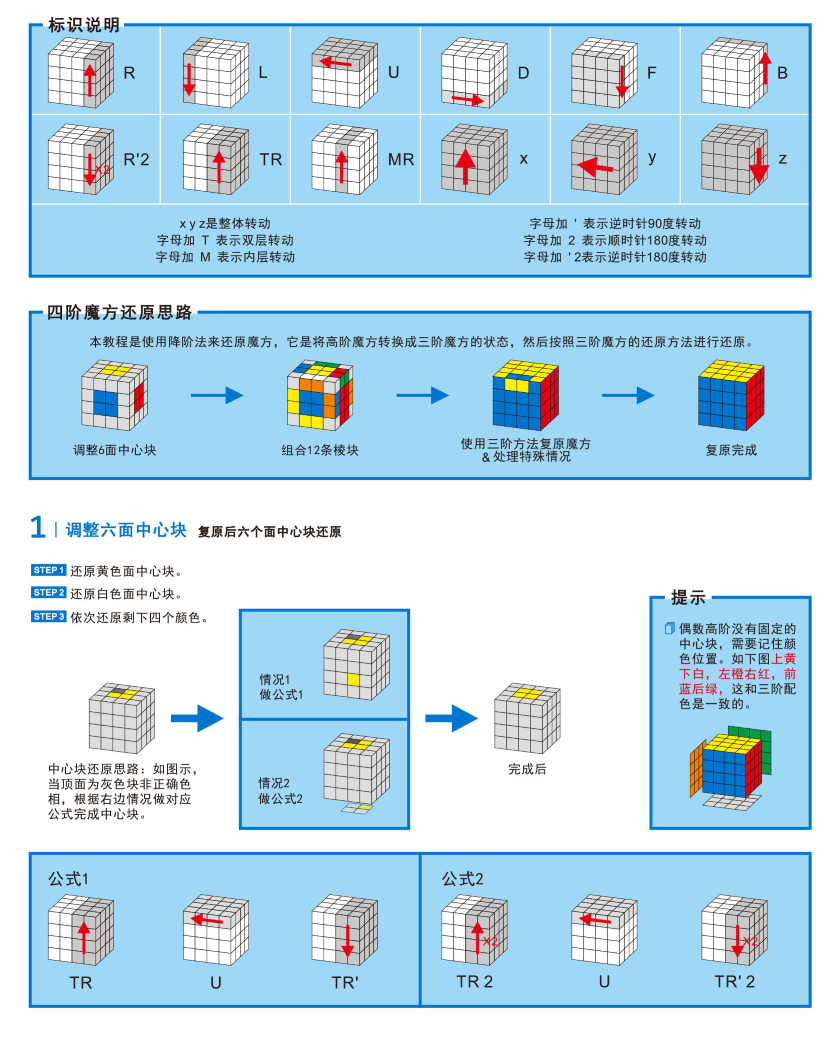 标识说明
R
L
U
D
F
B
×2
R'2
TR
MR
x
y
z
x y z是整体转动
字母加 T 表示双层转动
字母加 M 表示内层转动
字母加 ' 表示逆时针90度转动
字母加 2 表示顺时针180度转动
字母加 '2表示逆时针180度转动
四阶魔方还原思路
本教程是使用降阶法来还原魔方，它是将高阶魔方转换成三阶魔方的状态，然后按照三阶魔方的还原方法进行还原。
调整6面中心块
组合12条棱块
使用三阶方法复原魔方
&处理特殊情况
复原完成
1 | 调整六面中心块 复原后六个面中心块还原
STEP 1 还原黄色面中心块。
STEP 2 还原白色面中心块。
STEP 3 依次还原剩下四个颜色。
中心块还原思路：如图示，
当顶面为灰色块非正确色
相，根据右边情况做对应
公式完成中心块。
情况1
做公式1
情况2
做公式2
完成后
提示
偶数高阶没有固定的
中心块，需要记住颜
色位置。如下图上黄
下白，左橙右红，前
蓝后绿，这和三阶配
色是一致的。
公式1
TR
U
TR'
公式2
×2
TR 2
U
×2
TR' 2